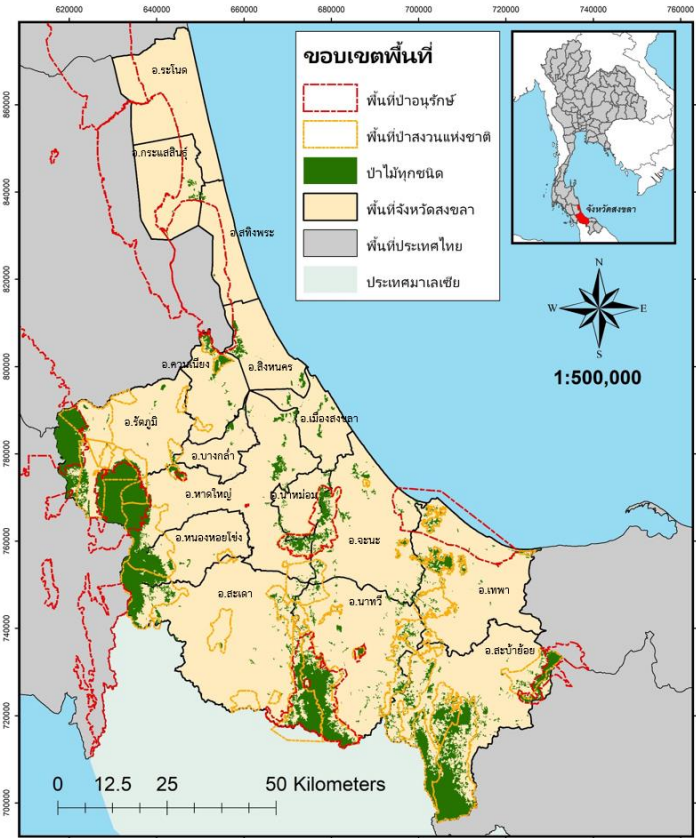 620000 640000 660000 680000 700000 720000 740000 760000
ขอบเขตพื้นที่
พื้นที่ป่าอนุรักษ์
พื้นที่ป่าสงวนแห่งชาติ
ป่าไม้ทุกชนิด
พื้นที่จังหวัดสงขลา
พื้นที่ประเทศไทย
ประเทศมาเลเซีย
จังหวัดสงขลา
N
W E
S
1:500,000
อ.ระโนด
อ.กระแสสินธุ์
อ.สทิงพระ
อ.ควนเนียง
อ.สิงหนคร
อ.รัตภูมิ
อ.เมืองสงขลา
อ.บางกล่ำ
อ.หาดใหญ่
อ.นาหม่อม
อ.หนองหอยโข่ง
อ.จะนะ
อ.สะเดา
อ.นาทวี
อ.เทพา
อ.สะบ้าย้อย
860000
840000
820000
800000
780000
760000
740000
720000
700000
0 12.5 25 50 Kilometers
620000 640000 660000 680000 700000 720000 740000 760000